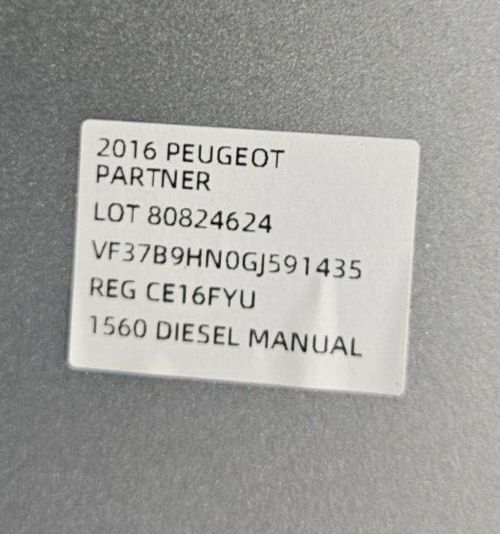 2016 PEUGEOT
PARTNER
LOT 80824624
VF37B9HN0GJ591435
REG CE16FYU
1560 DIESEL MANUAL